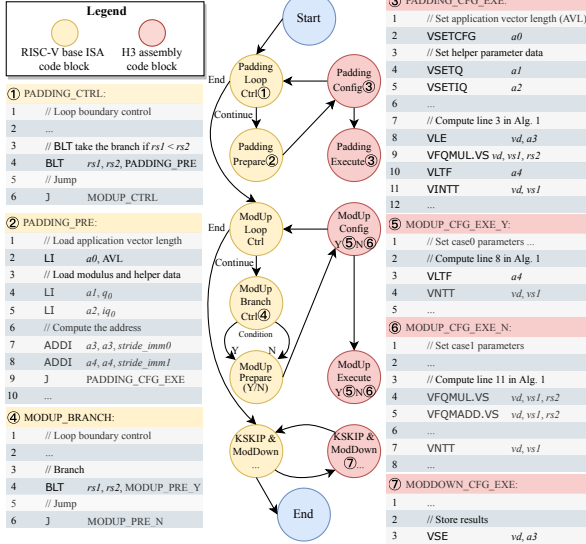 Legend
RISC-V base ISA
code block
H3 assembly
code block
① PADDING_CTRL:
1 // Loop boundary control
2 ...
3 // BLT take the branch if rs1 < rs2
4 BLT rs1, rs2, PADDING_PRE
5 // Jump
6 J MODUP_CTRL
② PADDING_PRE:
1 // Load application vector length
2 LI a0, AVL
3 // Load modulus and helper data
4 LI a1, q0
5 LI a2, iq0
6 // Compute the address
7 ADDI a3, a3, stride_imm0
8 ADDI a4, a4, stride_imm1
9 J PADDING_CFG_EXE
10 ...
④ MODUP_BRANCH:
1 // Loop boundary control
2 ...
3 // Branch
4 BLT rs1, rs2, MODUP_PRE_Y
5 // Jump
6 J MODUP_PRE_N
Start
Padding
Loop
Ctrl①
End
Continue
Padding
Config③
Padding
Prepare②
Padding
Execute③
ModUp
Loop
Ctrl
End
Continue
ModUp
Config
Y⑤N⑥
ModUp
Branch
Ctrl④
Condition
Y N
ModUp
Prepare
(Y/N)
ModUp
Execute
Y⑤N⑥
KSKIP &
ModDown
...
KSKIP &
ModDown
⑦...
End
③ PADDING_CFG_EXE:
1 // Set application vector length (AVL)
2 VSETCFG a0
3 // Set helper parameter data
4 VSETQ a1
5 VSETIQ a2
6 ...
7 // Compute line 3 in Alg. 1
8 VLE vd, a3
9 VFQMUL.VS vd, vs1, rs2
10 VLTF a4
11 VINTT vd, vs1
12 ...
⑤ MODUP_CFG_EXE_Y:
1 // Set case0 parameters ...
2 // Compute line 8 in Alg. 1
3 VLTF a4
4 VNTT vd, vs1
5 ...
⑥ MODUP_CFG_EXE_N:
1 // Set case1 parameters
2 ...
3 // Compute line 11 in Alg. 1
4 VFQMUL.VS vd, vs1, rs2
5 VFQMADD.VS vd, vs1, rs2
6 ...
7 VNTT vd, vs1
8 ...
⑦ MODDOWN_CFG_EXE:
1 ...
2 // Store results
3 VSE vd, a3